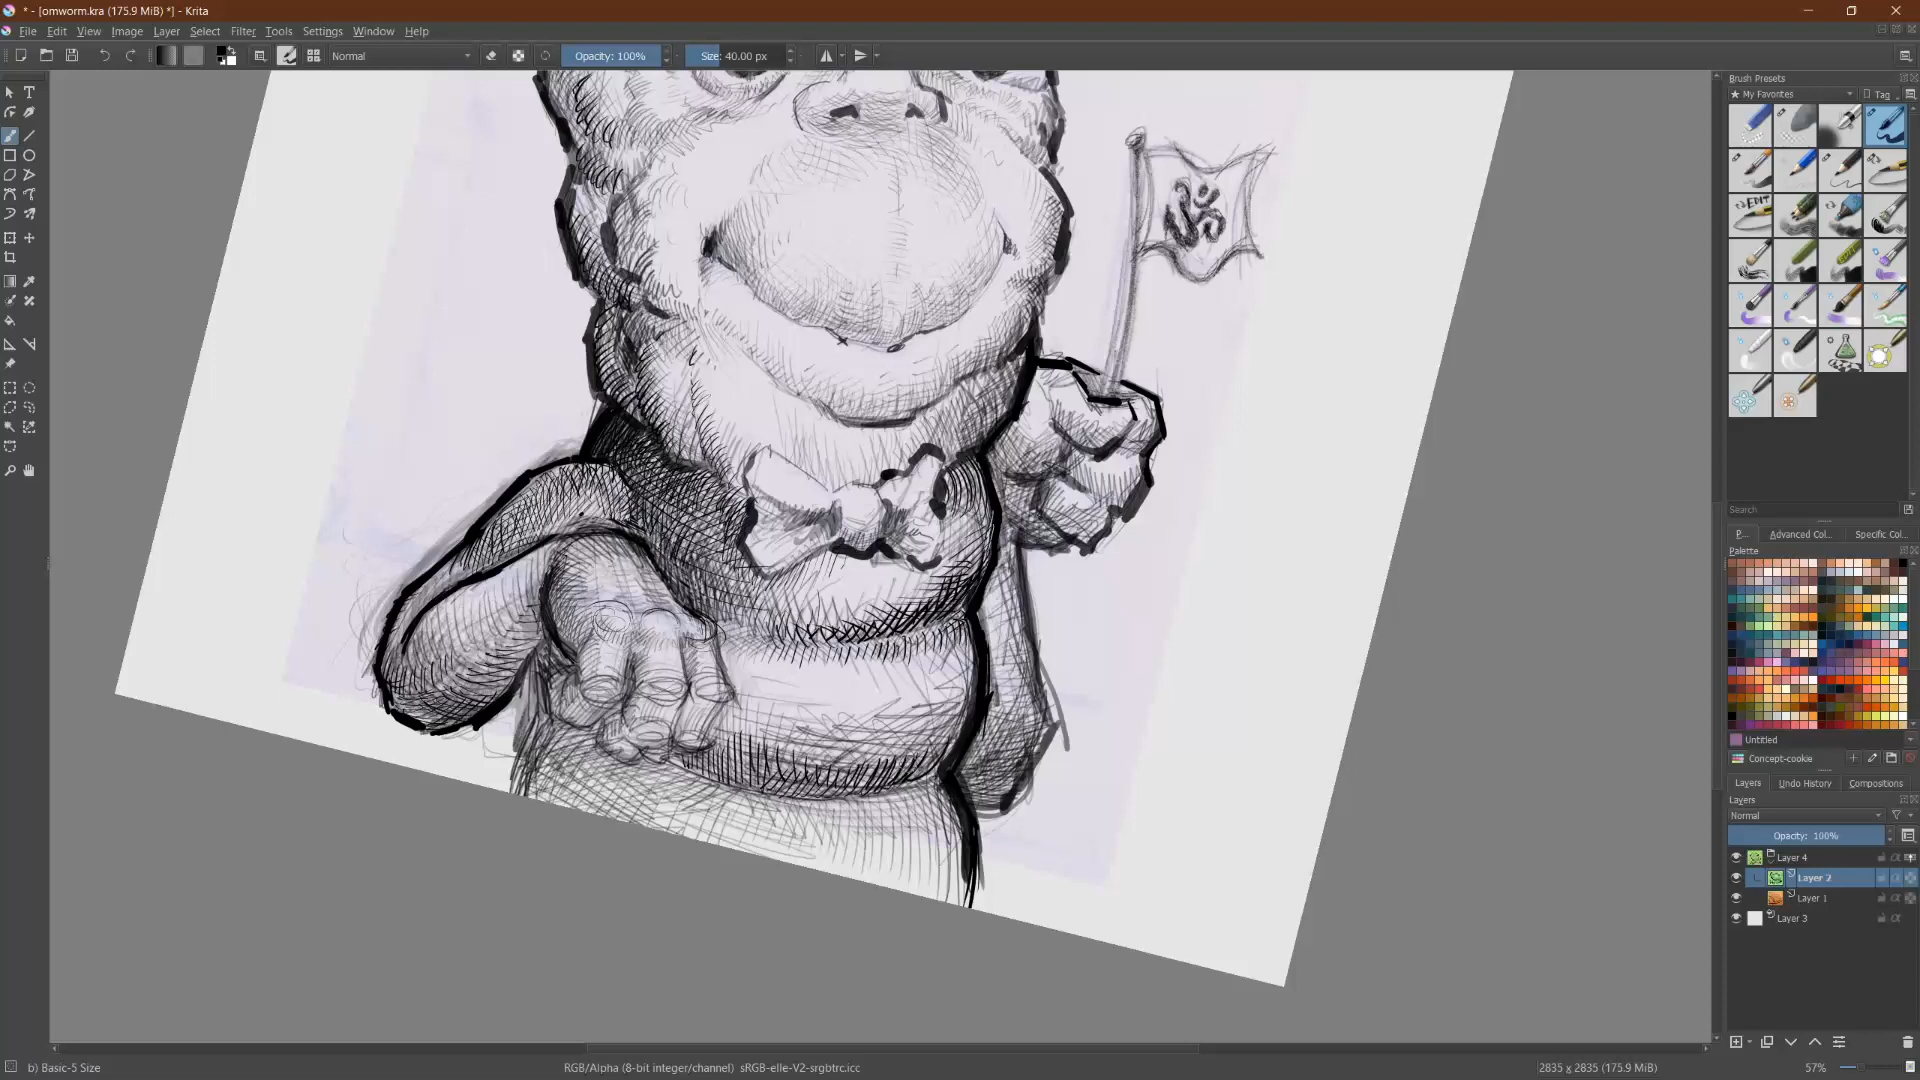 * - [omworm.kra (175.9 MiB) *] - Krita
File Edit View Image Layer Select Filter Tools Settings Window Help
Normal Opacity: 100% Size: 40.00 px
Brush Presets
★ My Favorites Tag
EDIT
ॐ
Search
P... Advanced Col... Specific Col...
Palette
Untitled
Concept-cookie
Layers Undo History Compositions
Layers
Normal
Opacity: 100%
Layer 4
Layer 2
Layer 1
Layer 3
b) Basic-5 Size RGB/Alpha (8-bit integer/channel) sRGB-elle-V2-srgbtrc.icc 2835 x 2835 (175.9 MiB) 57%